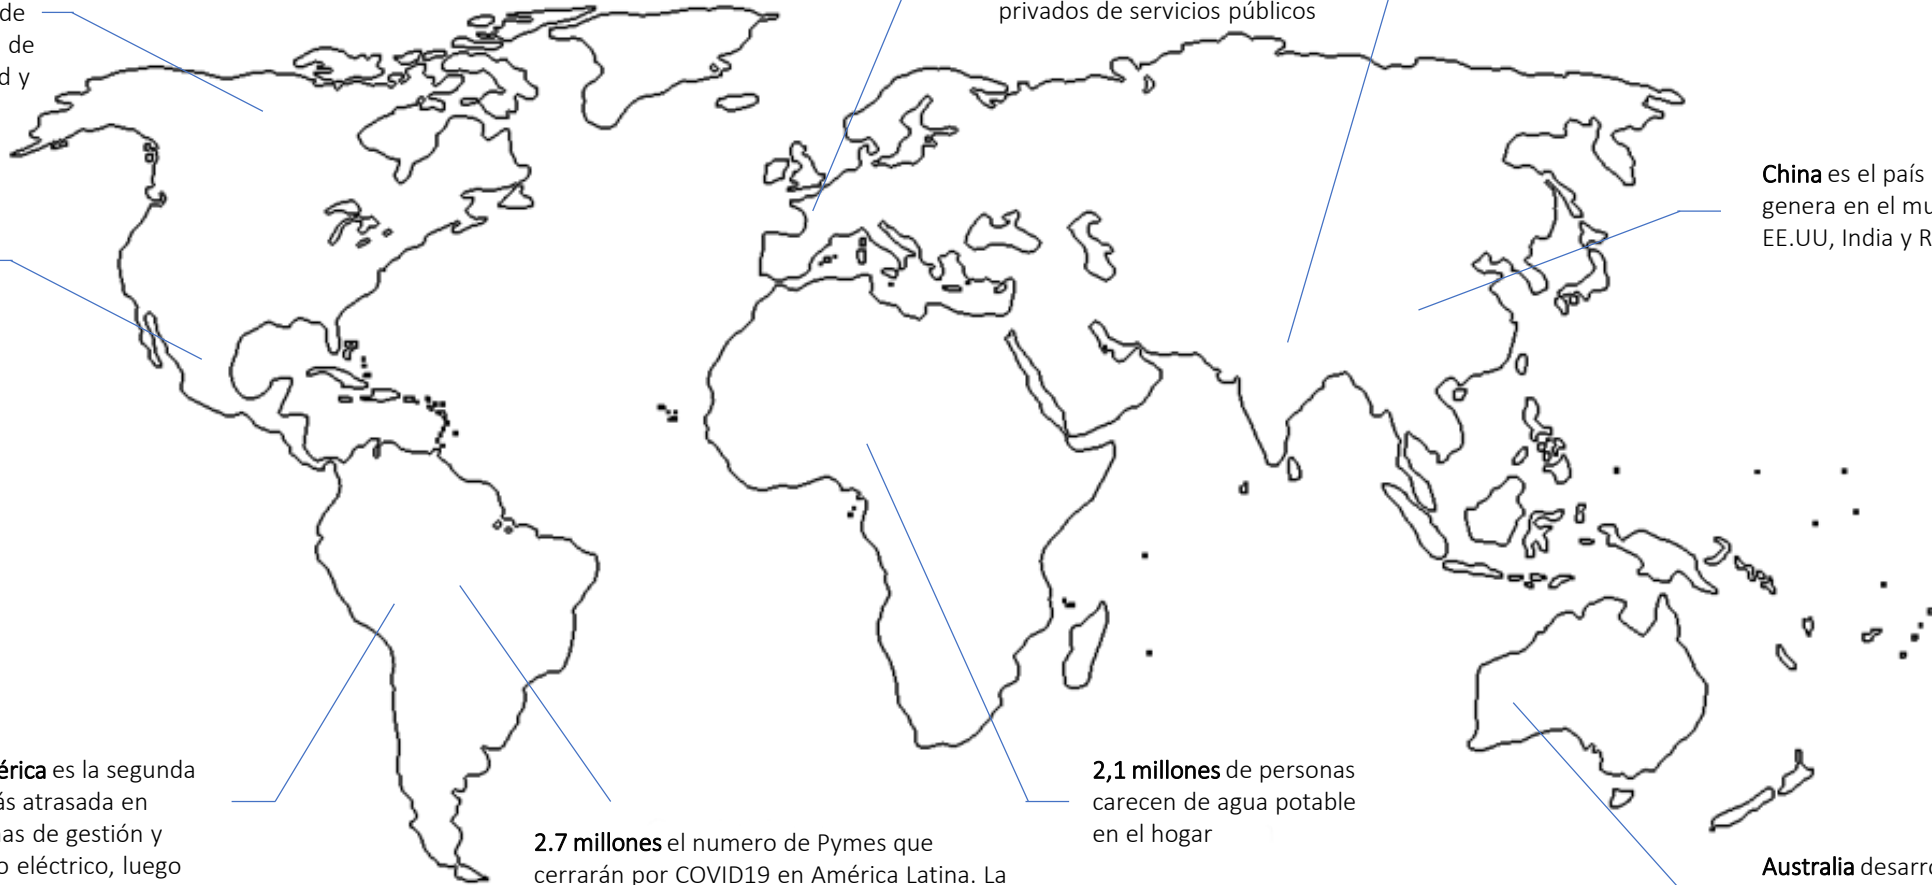 de
de
d y
privados de servicios públicos
China es el país
genera en el mu
EE.UU, India y R
érica es la segunda
ás atrasada en
as de gestión y
o eléctrico, luego
2.7 millones el numero de Pymes que
cerrarán por COVID19 en América Latina. La
2,1 millones de personas
carecen de agua potable
en el hogar
Australia desarro